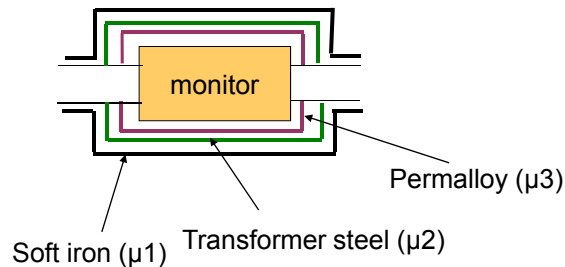 monitor
Permalloy (µ3)
Transformer steel (µ2)
Soft iron (µ1)